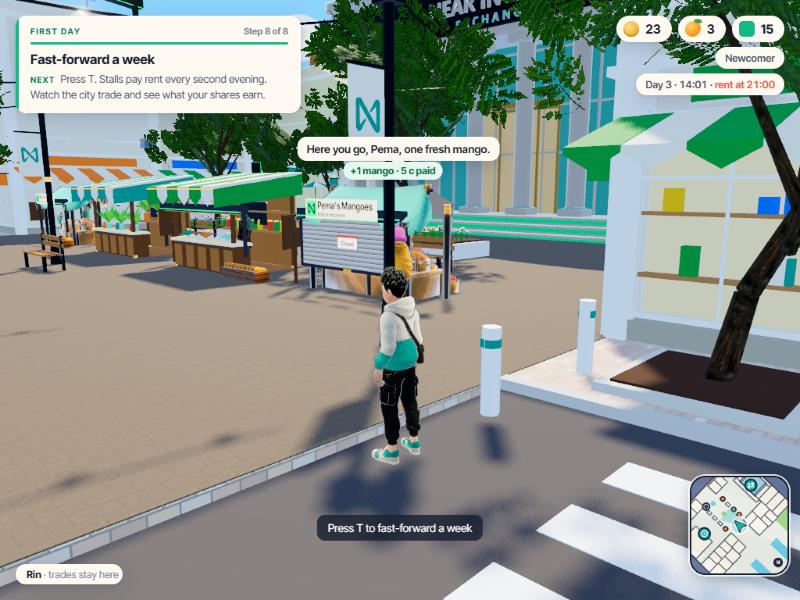 FIRST DAY
Step 8 of 8
Fast-forward a week
NEXT Press T. Stalls pay rent every second evening.
Watch the city trade and see what your shares earn.
23
3
15
Newcomer
Day 3 · 14:01 · rent at 21:00
Here you go, Pema, one fresh mango.
+1 mango · 5 c paid
Pema's Mangoes
Closed
Press T to fast-forward a week
Rin · trades stay here